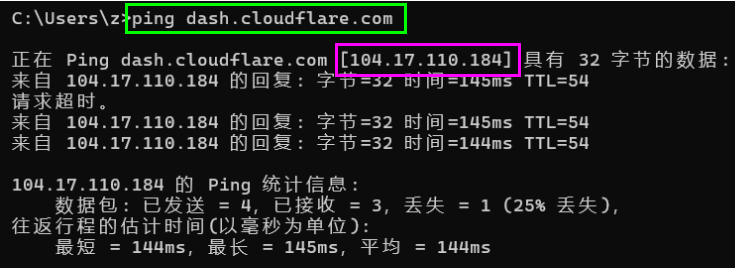 C:\Users\z>ping dash.cloudflare.com
正在 Ping dash.cloudflare.com [104.17.110.184] 具有 32 字节的数据:
来自 104.17.110.184 的回复: 字节=32 时间=145ms TTL=54
请求超时。
来自 104.17.110.184 的回复: 字节=32 时间=145ms TTL=54
来自 104.17.110.184 的回复: 字节=32 时间=144ms TTL=54
104.17.110.184 的 Ping 统计信息:
数据包: 已发送 = 4, 已接收 = 3, 丢失 = 1 (25% 丢失),
往返行程的估计时间(以毫秒为单位):
最短 = 144ms, 最长 = 145ms, 平均 = 144ms